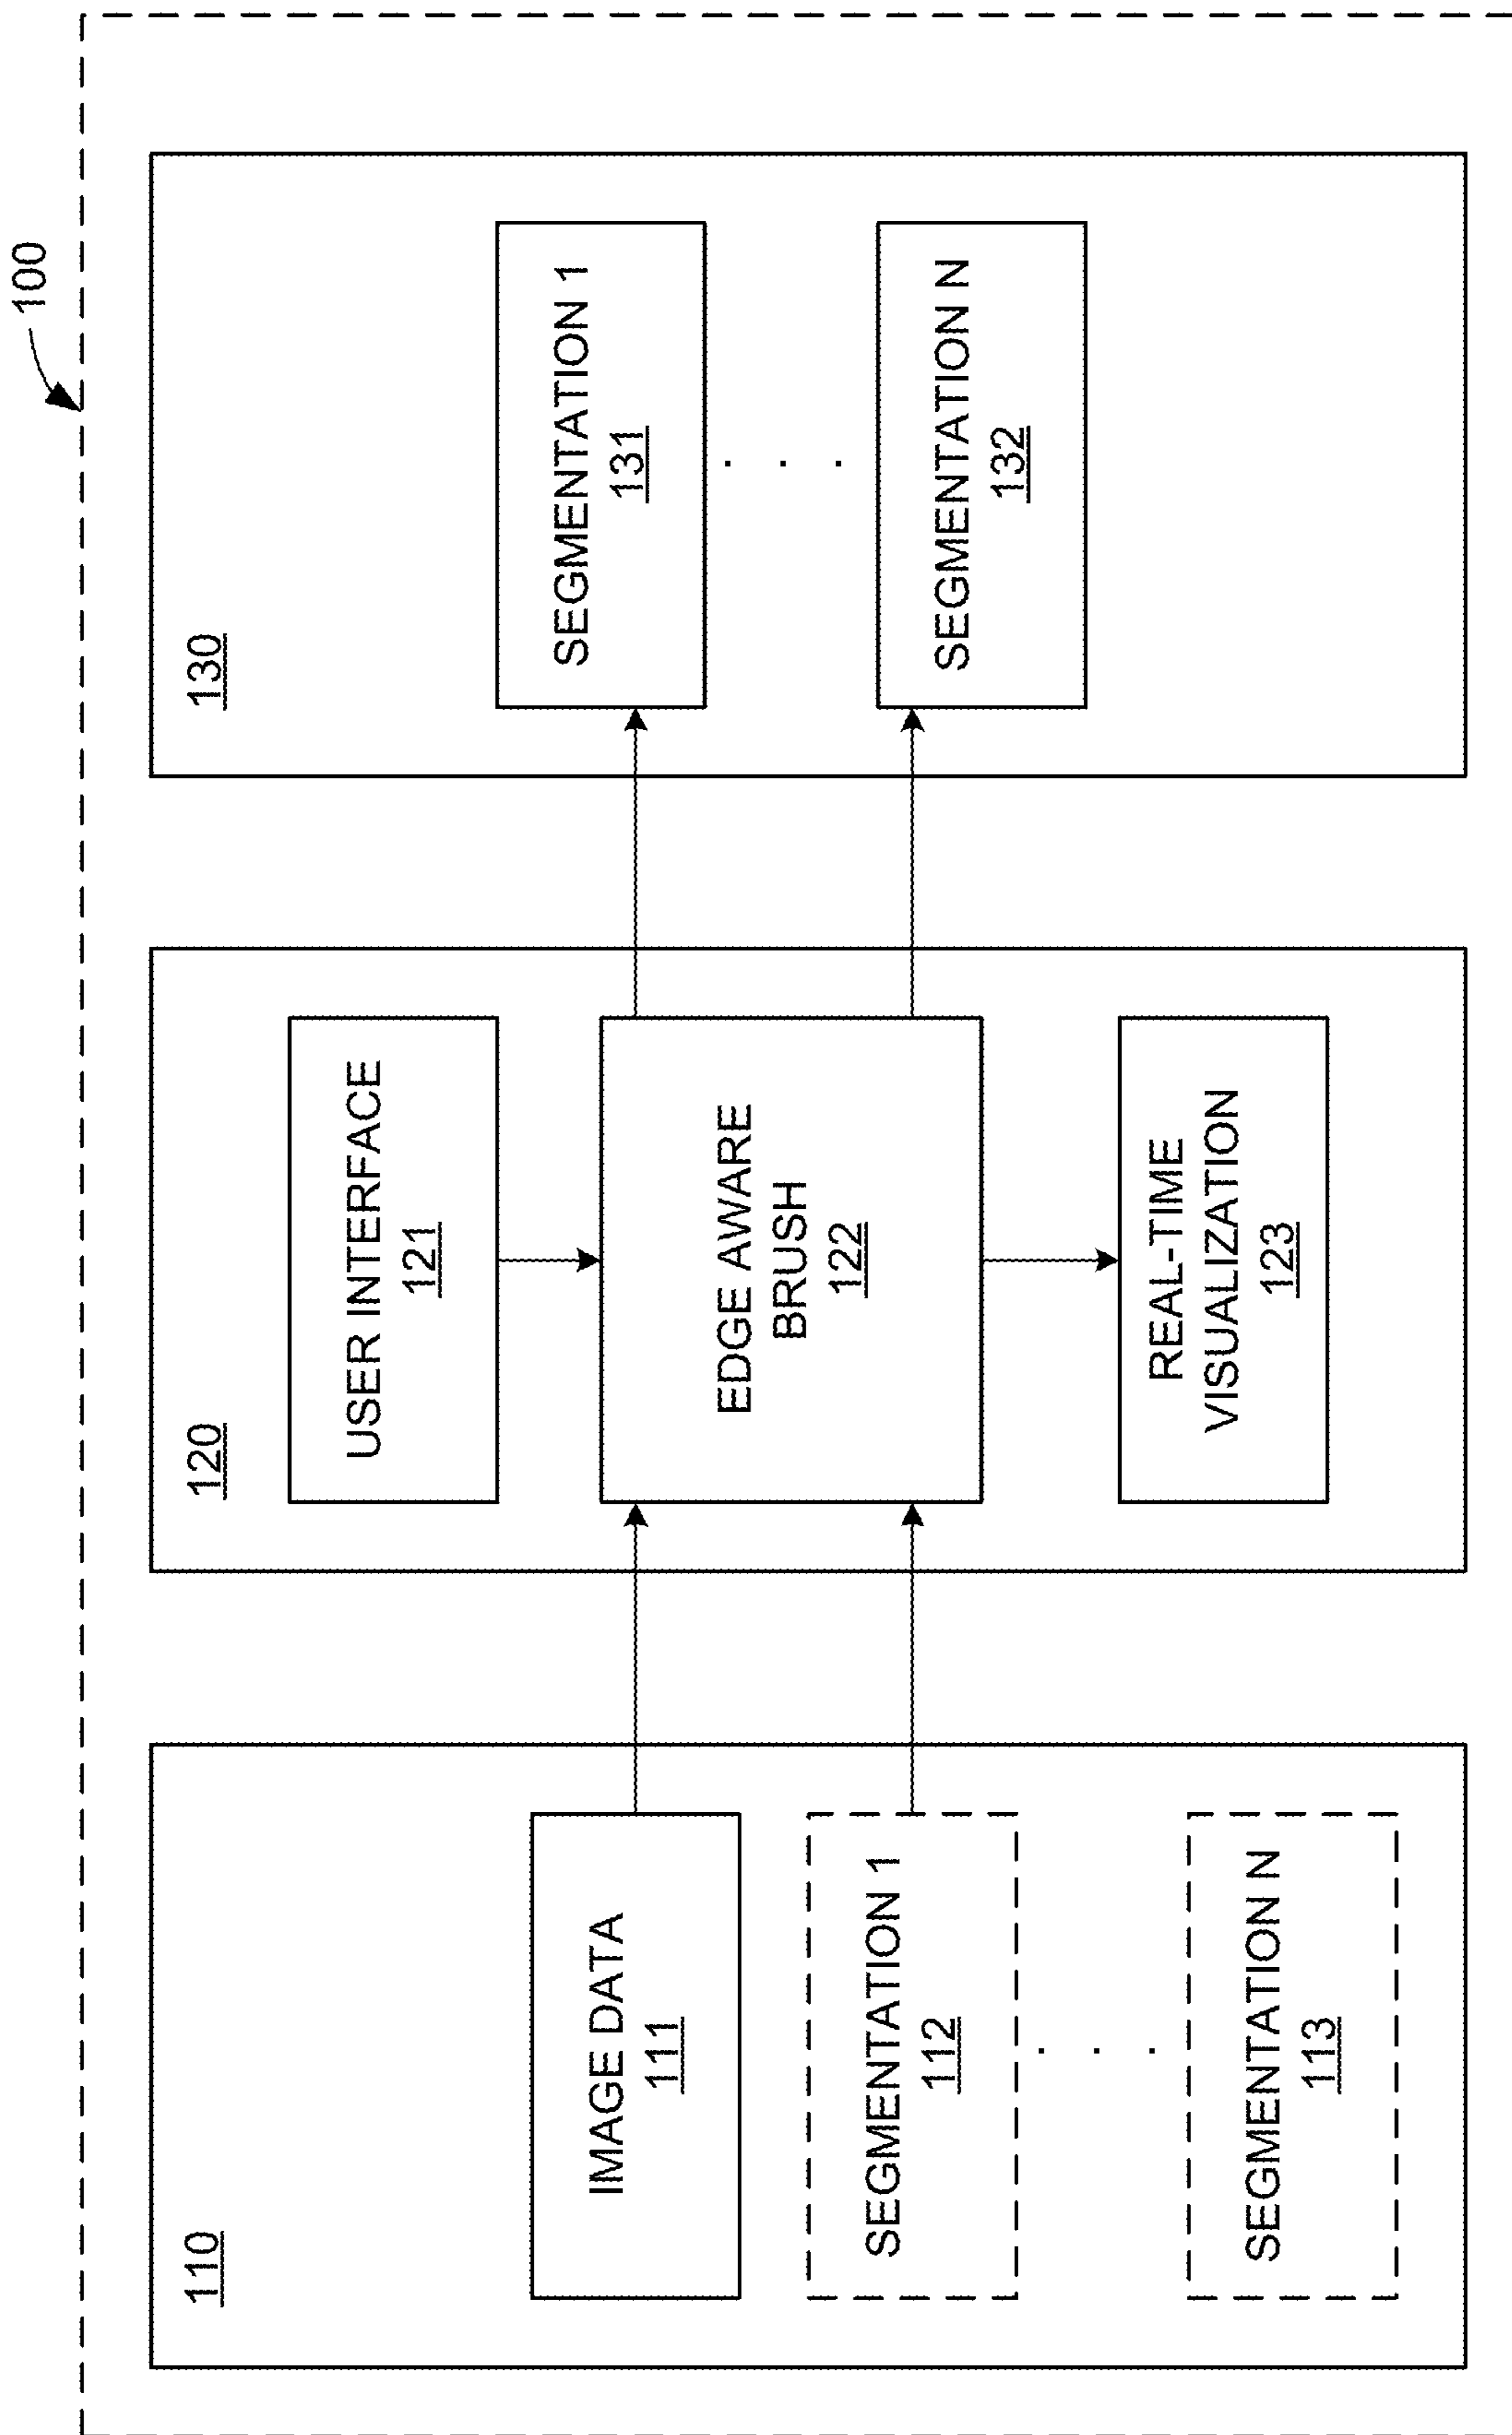 100
110
IMAGE DATA
111
SEGMENTATION 1
112
. . .
SEGMENTATION N
113
120
USER INTERFACE
121
EDGE AWARE
BRUSH
122
REAL-TIME
VISUALIZATION
123
130
SEGMENTATION 1
131
. . .
SEGMENTATION N
132